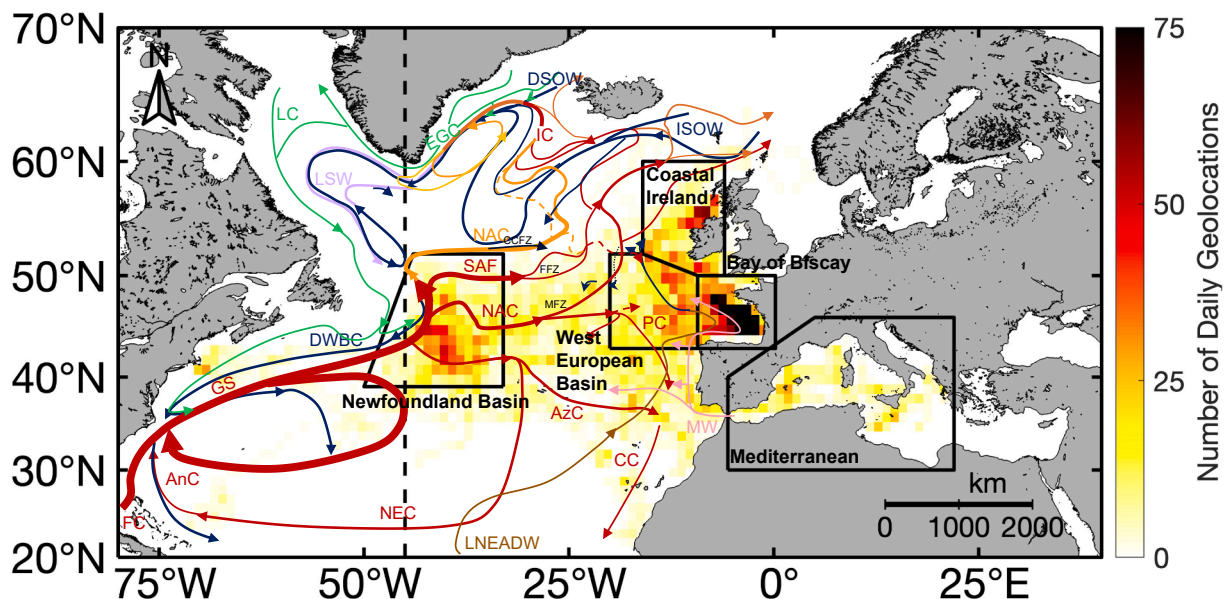 70°N
60°N
50°N
40°N
30°N
20°N
75°W
50°W
25°W
0°
25°E
N
LC
DSOW
EGC
IC
ISOW
LSW
Coastal
Ireland
NAC
CCFZ
SAF
FFZ
Bay of Biscay
NAC
MFZ
PC
DWBC
West
European
Basin
GS
Newfoundland Basin
AzC
MW
Mediterranean
AnC
CC
km
FC
NEC
LNEADW
0 1000 2000
75
50
25
0
Number of Daily Geolocations